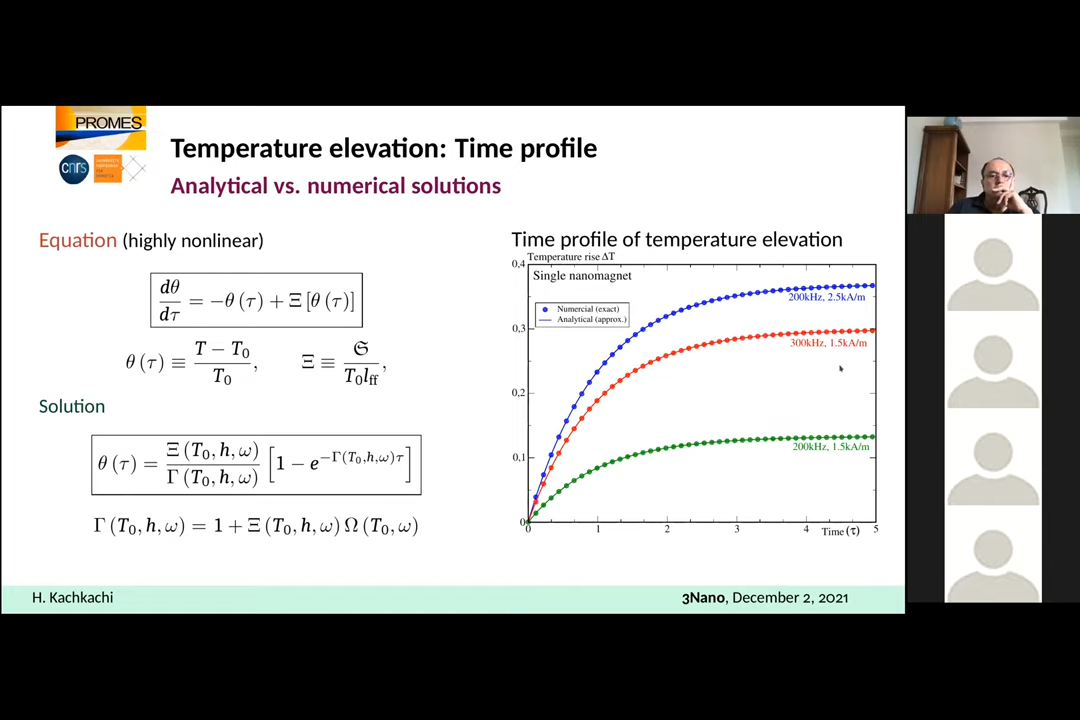 PROMES
cnrs
Temperature elevation: Time profile
Analytical vs. numerical solutions
Equation (highly nonlinear)
dθ/dτ = −θ (τ) + Ξ [θ (τ)]
θ (τ) ≡ T − T₀ / T₀ , Ξ ≡ 𝔖 / T₀lff ,
Solution
θ (τ) = Ξ (T₀, h, ω) / Γ (T₀, h, ω) [1 − e^−Γ(T₀,h,ω)τ]
Γ (T₀, h, ω) = 1 + Ξ (T₀, h, ω) Ω (T₀, ω)
Time profile of temperature elevation
Temperature rise ΔT
0,4
Single nanomagnet
Numercial (exact)
Analytical (approx.)
200kHz, 2.5kA/m
0,3
300kHz, 1.5kA/m
0,2
0,1
200kHz, 1.5kA/m
0
0 1 2 3 4 Time (τ) 5
H. Kachkachi
3Nano, December 2, 2021